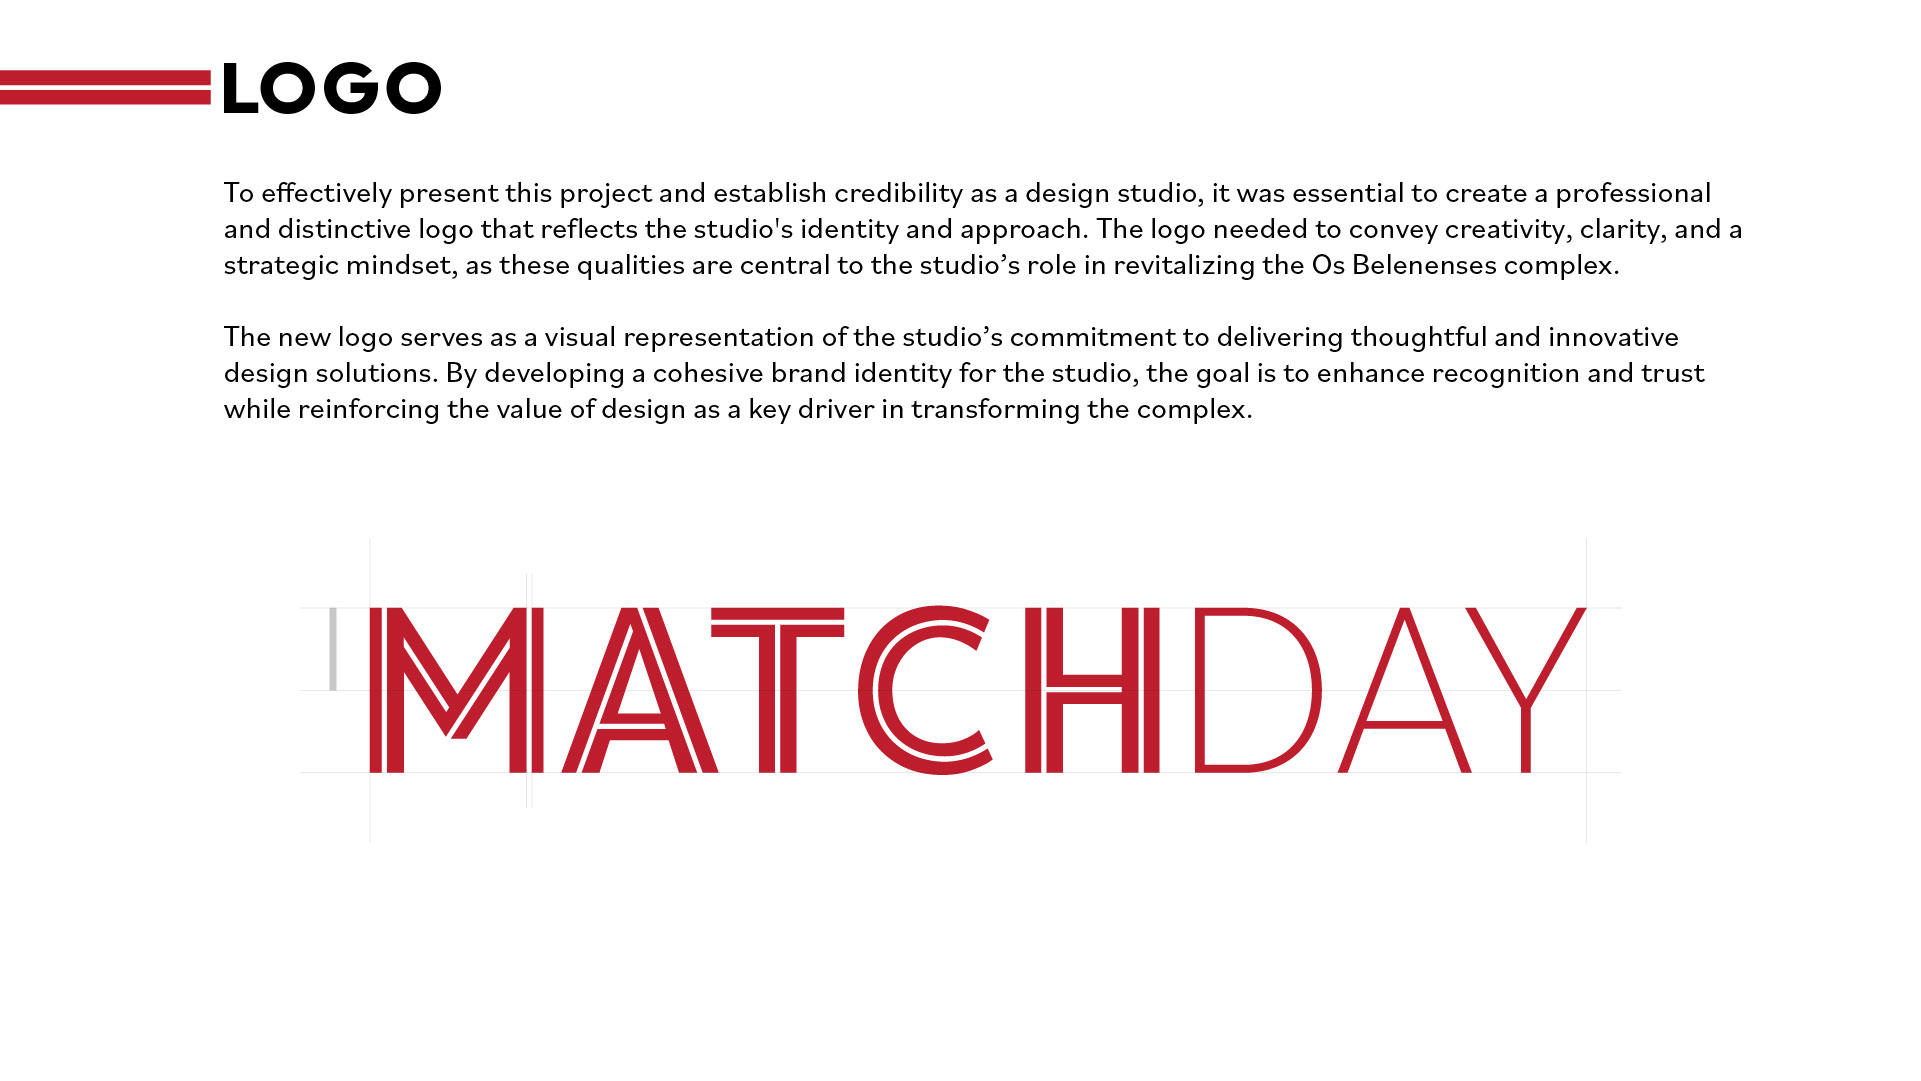 LOGO
To effectively present this project and establish credibility as a design studio, it was essential to create a professional
and distinctive logo that reflects the studio's identity and approach. The logo needed to convey creativity, clarity, and a
strategic mindset, as these qualities are central to the studio’s role in revitalizing the Os Belenenses complex.
The new logo serves as a visual representation of the studio’s commitment to delivering thoughtful and innovative
design solutions. By developing a cohesive brand identity for the studio, the goal is to enhance recognition and trust
while reinforcing the value of design as a key driver in transforming the complex.
MATCHDAY